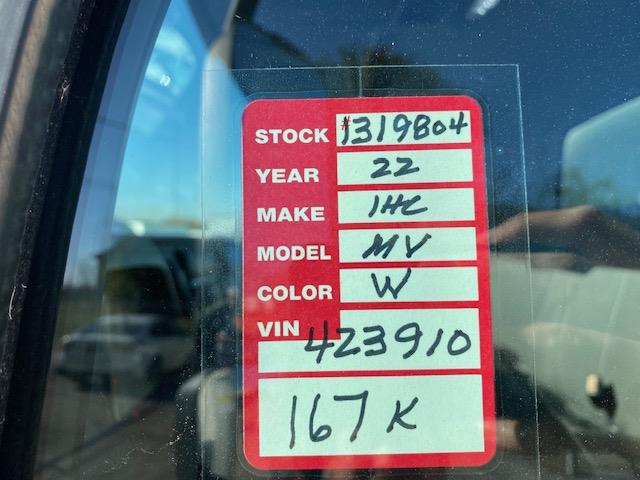 STOCK #1319804
YEAR 22
MAKE IHC
MODEL MV
COLOR W
VIN 423910
167 K